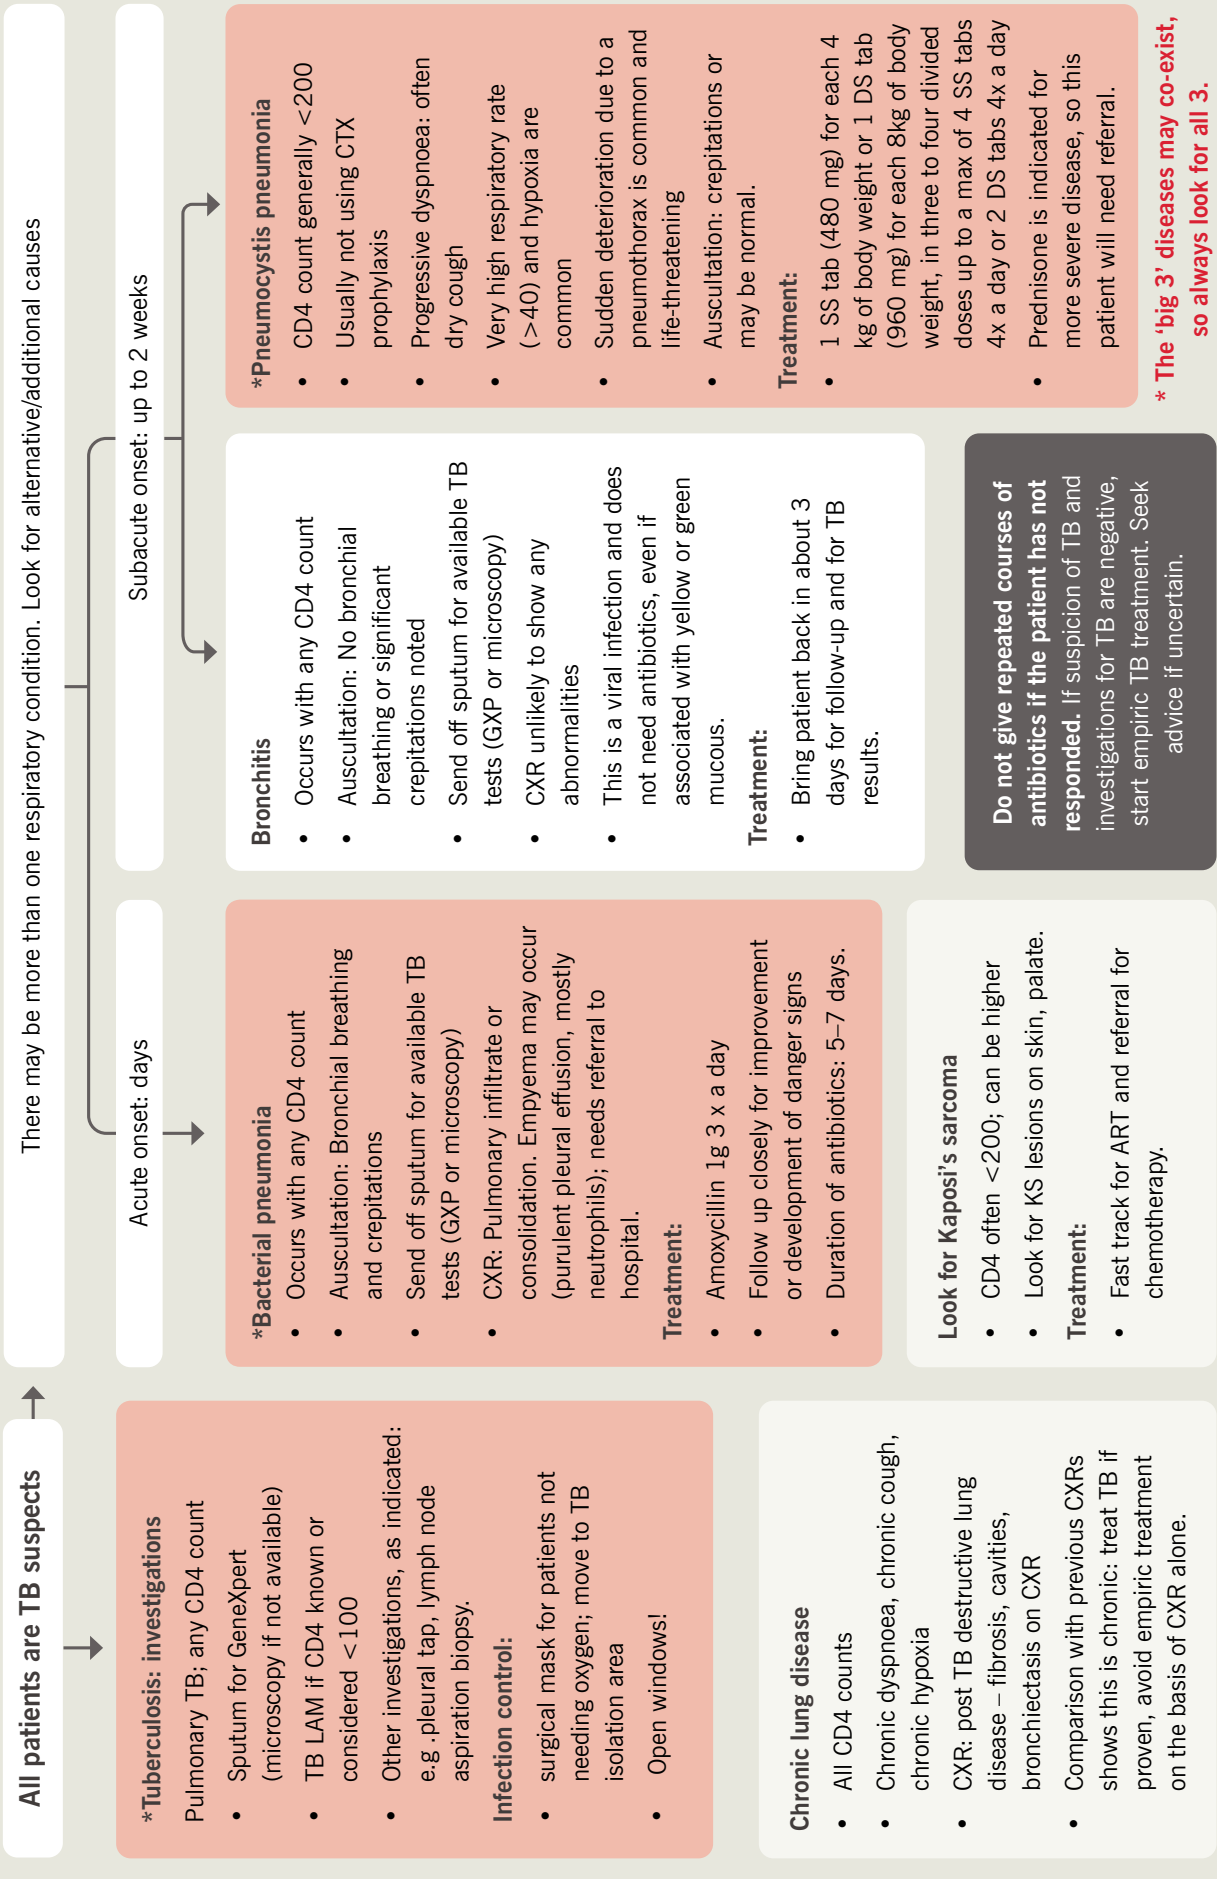 All patients are TB suspects
There may be more than one respiratory condition. Look for alternative/additional causes
*Tuberculosis: investigations
Pulmonary TB; any CD4 count
• Sputum for GeneXpert
(microscopy if not available)
• TB LAM if CD4 known or
considered <100
• Other investigations, as indicated:
e.g .pleural tap, lymph node
aspiration biopsy.
Infection control:
• surgical mask for patients not
needing oxygen; move to TB
isolation area
• Open windows!
Chronic lung disease
• All CD4 counts
• Chronic dyspnoea, chronic cough,
chronic hypoxia
• CXR: post TB destructive lung
disease – fibrosis, cavities,
bronchiectasis on CXR
• Comparison with previous CXRs
shows this is chronic: treat TB if
proven, avoid empiric treatment
on the basis of CXR alone.
Acute onset: days
*Bacterial pneumonia
• Occurs with any CD4 count
• Auscultation: Bronchial breathing
and crepitations
• Send off sputum for available TB
tests (GXP or microscopy)
• CXR: Pulmonary infiltrate or
consolidation. Empyema may occur
(purulent pleural effusion, mostly
neutrophils); needs referral to
hospital.
Treatment:
• Amoxycillin 1g 3 x a day
• Follow up closely for improvement
or development of danger signs
• Duration of antibiotics: 5–7 days.
Look for Kaposi's sarcoma
• CD4 often <200; can be higher
• Look for KS lesions on skin, palate.
Treatment:
• Fast track for ART and referral for
chemotherapy.
Subacute onset: up to 2 weeks
Bronchitis
• Occurs with any CD4 count
• Auscultation: No bronchial
breathing or significant
crepitations noted
• Send off sputum for available TB
tests (GXP or microscopy)
• CXR unlikely to show any
abnormalities
• This is a viral infection and does
not need antibiotics, even if
associated with yellow or green
mucous.
Treatment:
• Bring patient back in about 3
days for follow-up and for TB
results.
Do not give repeated courses of
antibiotics if the patient has not
responded. If suspicion of TB and
investigations for TB are negative,
start empiric TB treatment. Seek
advice if uncertain.
*Pneumocystis pneumonia
• CD4 count generally <200
• Usually not using CTX
prophylaxis
• Progressive dyspnoea: often
dry cough
• Very high respiratory rate
(>40) and hypoxia are
common
• Sudden deterioration due to a
pneumothorax is common and
life-threatening
• Auscultation: crepitations or
may be normal.
Treatment:
• 1 SS tab (480 mg) for each 4
kg of body weight or 1 DS tab
(960 mg) for each 8kg of body
weight, in three to four divided
doses up to a max of 4 SS tabs
4x a day or 2 DS tabs 4x a day
• Prednisone is indicated for
more severe disease, so this
patient will need referral.
* The ‘big 3’ diseases may co-exist,
so always look for all 3.